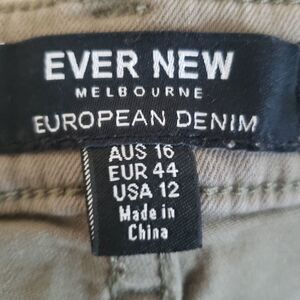 EVER NEW
MELBOURNE
EUROPEAN DENIM
AUS 16
EUR 44
USA 12
Made in
China